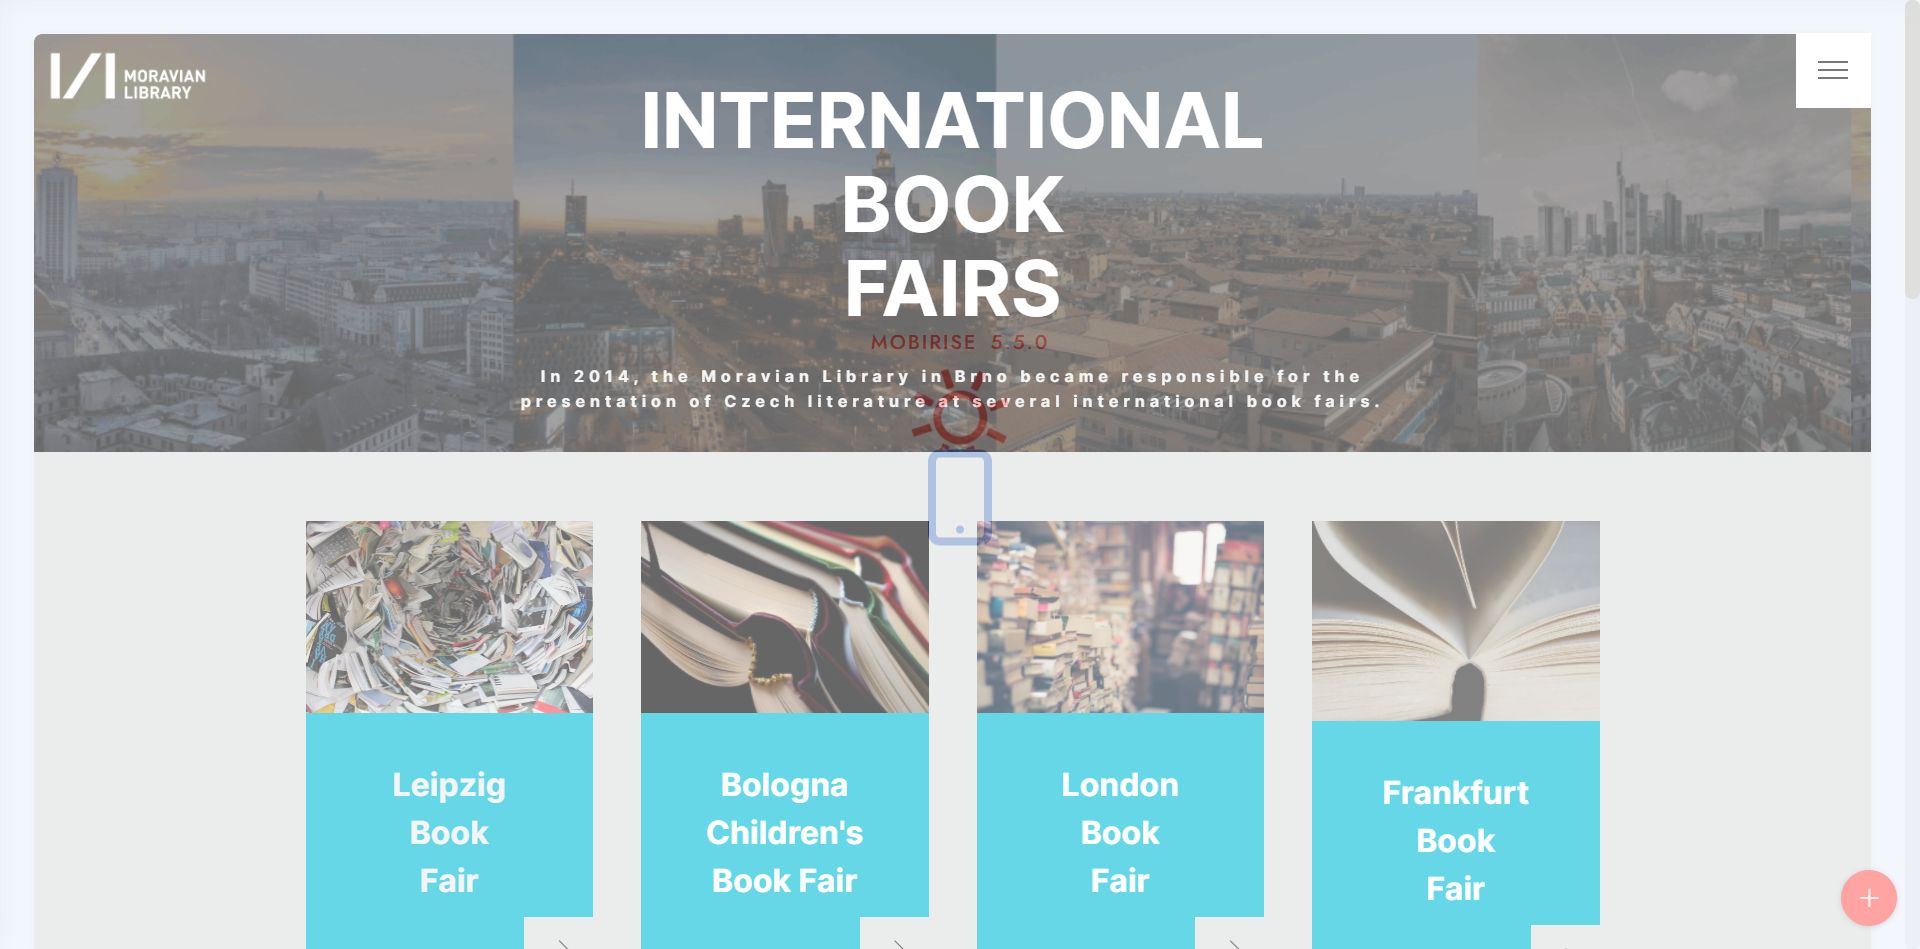 MORAVIAN
LIBRARY
INTERNATIONAL
BOOK
FAIRS
MOBIRISE 5.5.0
In 2014, the Moravian Library in Brno became responsible for the
presentation of Czech literature at several international book fairs.
Leipzig
Book
Fair
Bologna
Children's
Book Fair
London
Book
Fair
Frankfurt
Book
Fair